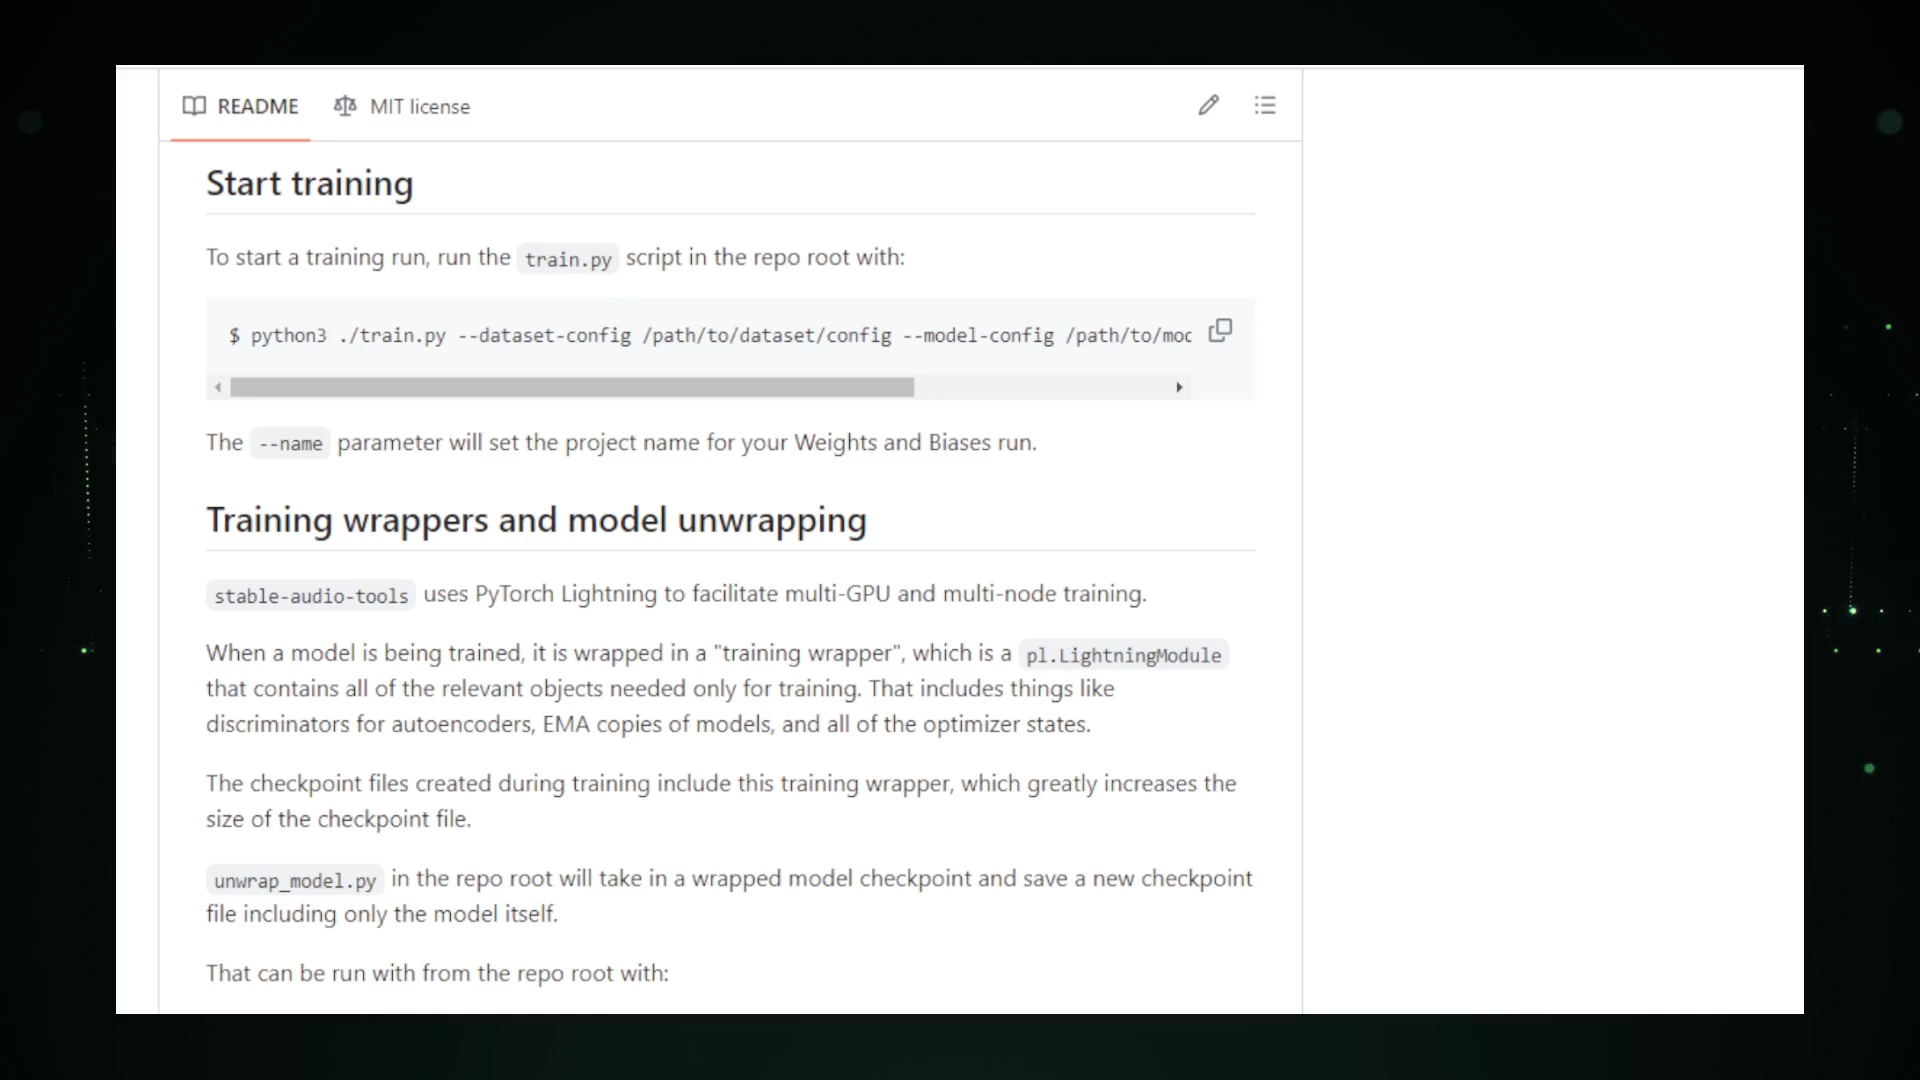 README MIT license
Start training
To start a training run, run the train.py script in the repo root with:
$ python3 ./train.py --dataset-config /path/to/dataset/config --model-config /path/to/moc
The --name parameter will set the project name for your Weights and Biases run.
Training wrappers and model unwrapping
stable-audio-tools uses PyTorch Lightning to facilitate multi-GPU and multi-node training.
When a model is being trained, it is wrapped in a "training wrapper", which is a pl.LightningModule
that contains all of the relevant objects needed only for training. That includes things like
discriminators for autoencoders, EMA copies of models, and all of the optimizer states.
The checkpoint files created during training include this training wrapper, which greatly increases the
size of the checkpoint file.
unwrap_model.py in the repo root will take in a wrapped model checkpoint and save a new checkpoint
file including only the model itself.
That can be run with from the repo root with: